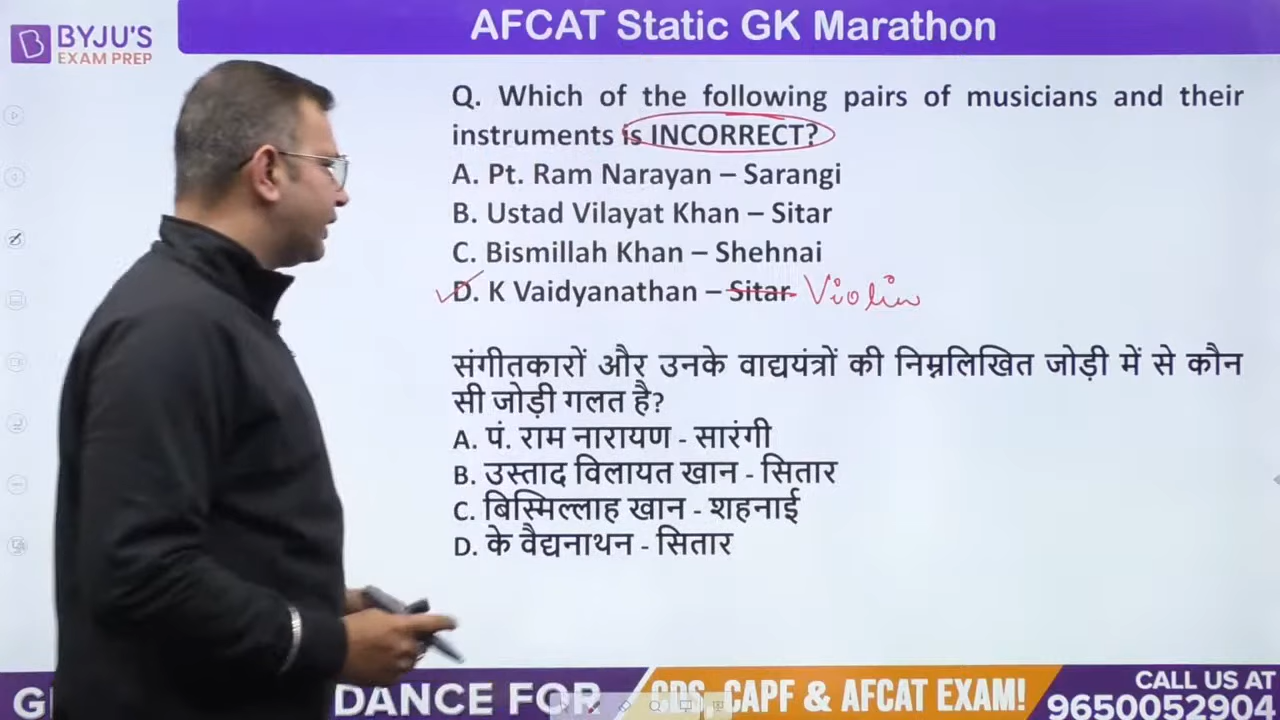 AFCAT Static GK Marathon
BYJU'S
EXAM PREP
Q. Which of the following pairs of musicians and their
instruments is INCORRECT?
A. Pt. Ram Narayan – Sarangi
B. Ustad Vilayat Khan – Sitar
C. Bismillah Khan – Shehnai
D. K Vaidyanathan – Sitar Violin
संगीतकारों और उनके वाद्ययंत्रों की निम्नलिखित जोड़ी में से कौन
सी जोड़ी गलत है?
A. पं. राम नारायण - सारंगी
B. उस्ताद विलायत खान - सितार
C. बिस्मिल्लाह खान - शहनाई
D. के वैद्यनाथन - सितार
DANCE FOR
CDS, CAPF & AFCAT EXAM!
CALL US AT
9650052904